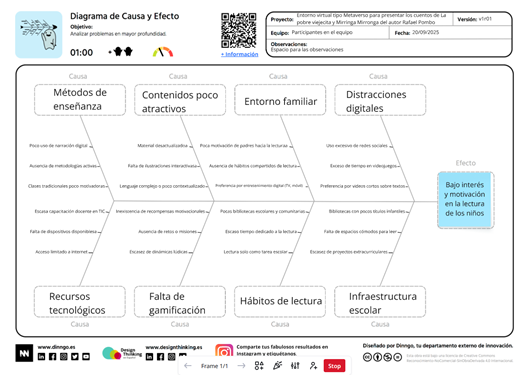 Diagrama de Causa y Efecto
Objetivo:
Analizar problemas en mayor profundidad.
01:00
+ Información
Proyecto: Entorno virtual tipo Metaverso para presentar los cuentos de La
pobre viejecita y Mirringa Mirronga del autor Rafael Pombo
Versión: v1r01
Equipo: Participantes en el equipo
Fecha: 20/09/2025
Observaciones:
Espacio para las observaciones
Causa
Causa
Causa
Causa
Métodos de
enseñanza
Contenidos poco
atractivos
Entorno familiar
Distracciones
digitales
Poco uso de narración digital
Material desactualizados
Poca motivación de padres hacia la lectura
Uso excesivo de redes sociales
Ausencia de metodologías activas
Falta de ilustraciones interactivas
Ausencia de hábitos compartidos de lectura
Exceso de tiempo en videojuegos
Clases tradicionales poco motivadoras
Lenguaje complejo o poco contextualizado
Preferencia por entretenimiento digital (TV, móvil)
Preferencia por videos cortos sobre textos
Efecto
Bajo interés
y motivación
en la lectura
de los niños
Escasa capacitación docente en TIC
Inexistencia de recompensas motivacionales
Pocas bibliotecas escolares y comunitarias
Bibliotecas con pocos títulos infantiles
Falta de dispositivos disponibles
Ausencia de retos o misiones
Escaso tiempo dedicado a la lectura
Falta de espacios cómodos para leer
Acceso limitado a internet
Escasez de dinámicas lúdicas
Lectura solo como tarea escolar
Escasez de proyectos extracurriculares
Recursos
tecnológicos
Falta de
gamificación
Hábitos de lectura
Infraestructura
escolar
Causa
Causa
Causa
Causa
www.dinngo.es
Design
Thinking
www.designthinking.es
Comparte tus fabulosos resultados en
Instagram y etiquétanos.
Diseñado por Dinngo, tu departamento externo de innovación.
Frame 1/1
Stop